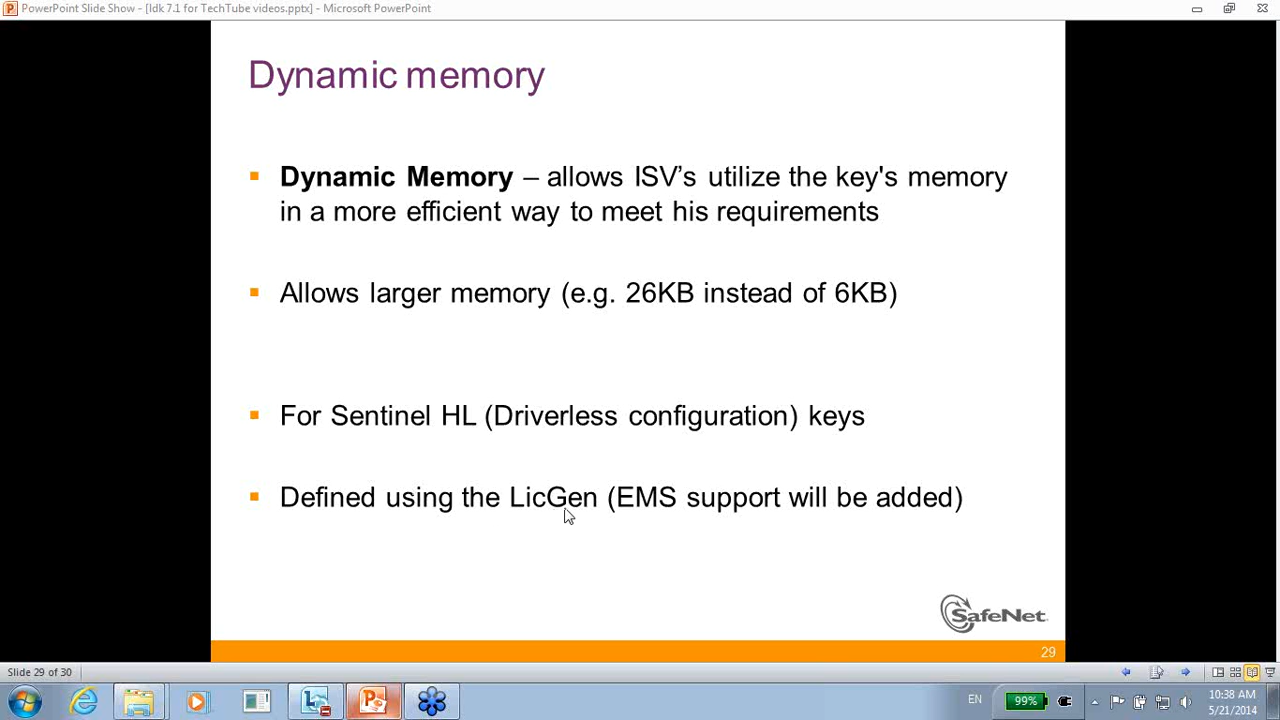 PowerPoint Slide Show - [ldk 7.1 for TechTube videos.pptx] - Microsoft PowerPoint
Dynamic memory
Dynamic Memory – allows ISV’s utilize the key's memory
in a more efficient way to meet his requirements
Allows larger memory (e.g. 26KB instead of 6KB)
For Sentinel HL (Driverless configuration) keys
Defined using the LicGen (EMS support will be added)
SafeNet
29
Slide 29 of 30
EN
99%
10:38 AM
5/21/2014